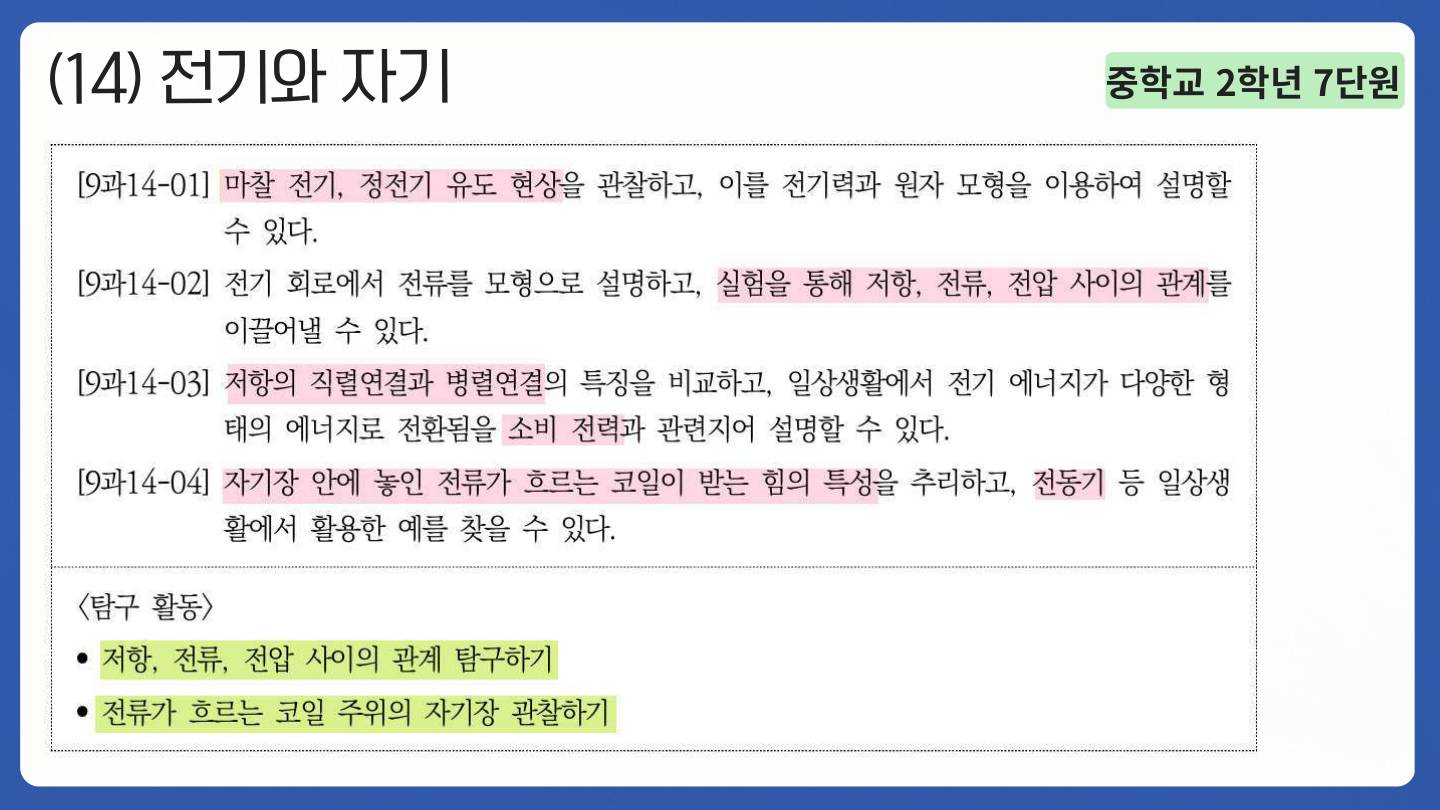 (14) 전기와 자기
중학교 2학년 7단원
[9과14-01] 마찰 전기, 정전기 유도 현상을 관찰하고, 이를 전기력과 원자 모형을 이용하여 설명할
수 있다.
[9과14-02] 전기 회로에서 전류를 모형으로 설명하고, 실험을 통해 저항, 전류, 전압 사이의 관계를
이끌어낼 수 있다.
[9과14-03] 저항의 직렬연결과 병렬연결의 특징을 비교하고, 일상생활에서 전기 에너지가 다양한 형
태의 에너지로 전환됨을 소비 전력과 관련지어 설명할 수 있다.
[9과14-04] 자기장 안에 놓인 전류가 흐르는 코일이 받는 힘의 특성을 추리하고, 전동기 등 일상생
활에서 활용한 예를 찾을 수 있다.
〈탐구 활동〉
• 저항, 전류, 전압 사이의 관계 탐구하기
• 전류가 흐르는 코일 주위의 자기장 관찰하기